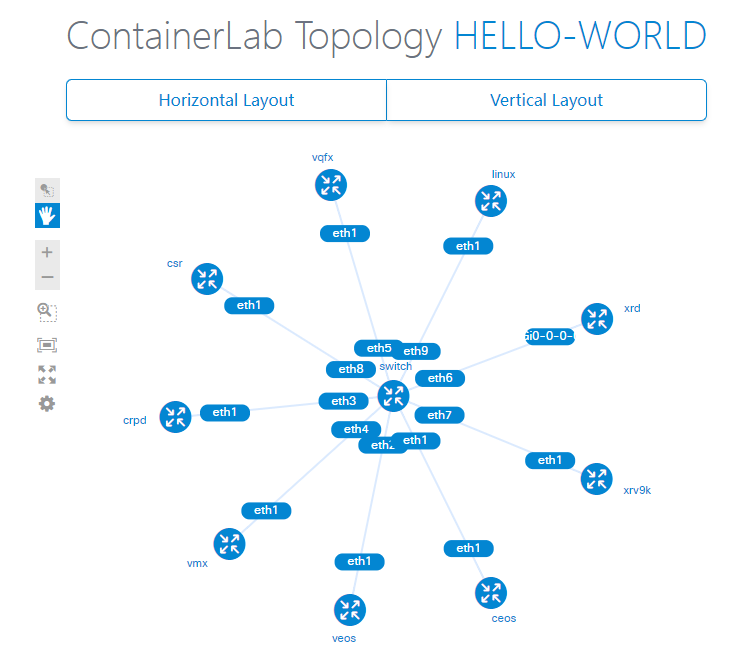 ContainerLab Topology HELLO-WORLD
Horizontal Layout
Vertical Layout
vqfx
linux
eth1
eth1
csr
eth1
xrd
Gi0-0-0-
eth5
eth9
switch
eth8
eth6
eth3
eth1
crpd
eth7
eth4
eth2
eth1
eth1
xrv9k
eth1
vmx
eth1
ceos
eth1
veos